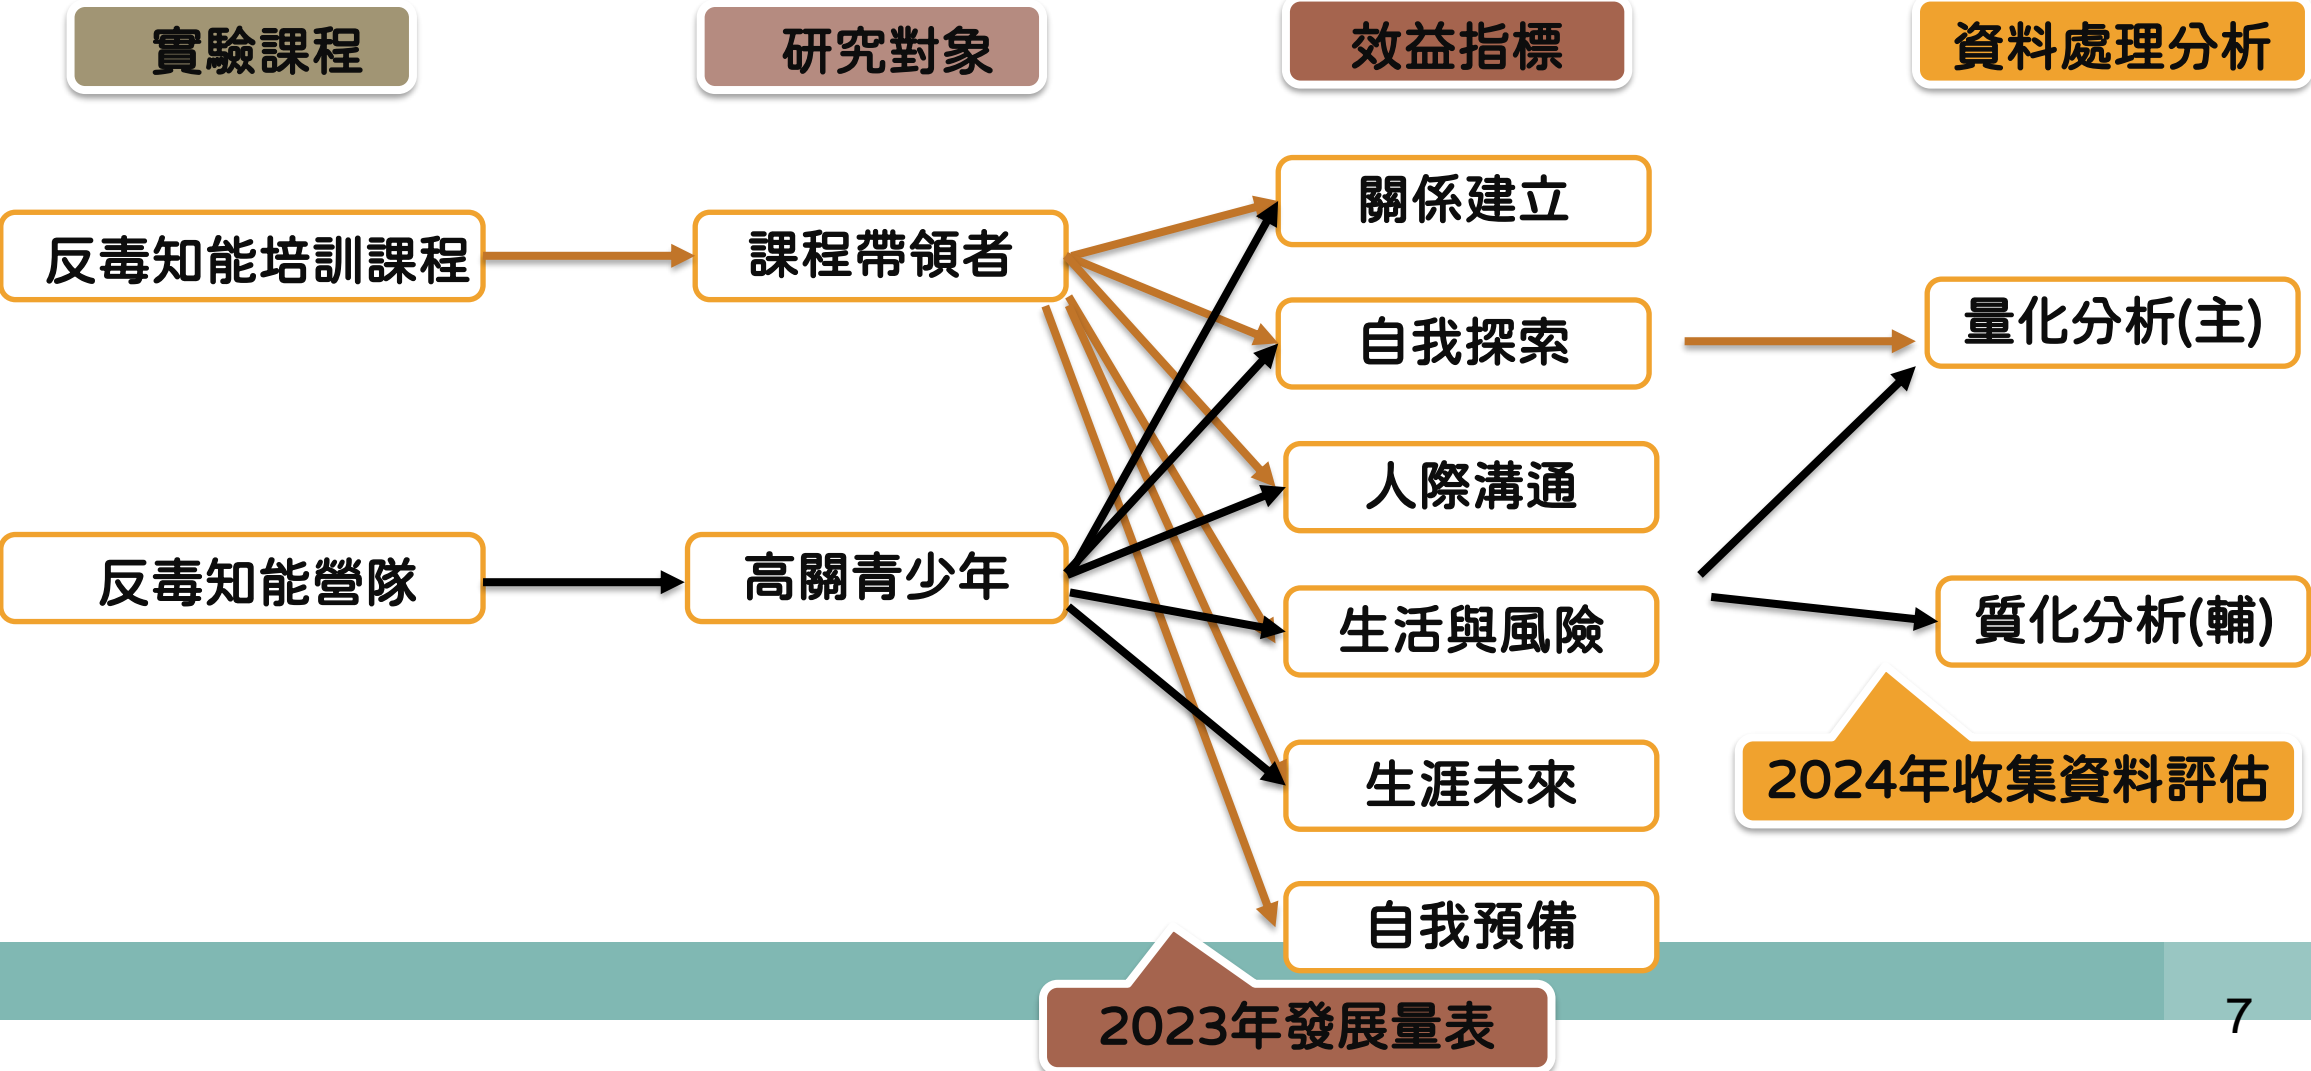 實驗課程
研究對象
效益指標
資料處理分析
反毒知能培訓課程
課程帶領者
關係建立
自我探索
人際溝通
生活與風險
生涯未來
自我預備
量化分析(主)
反毒知能營隊
高關青少年
質化分析(輔)
2024年收集資料評估
2023年發展量表
7